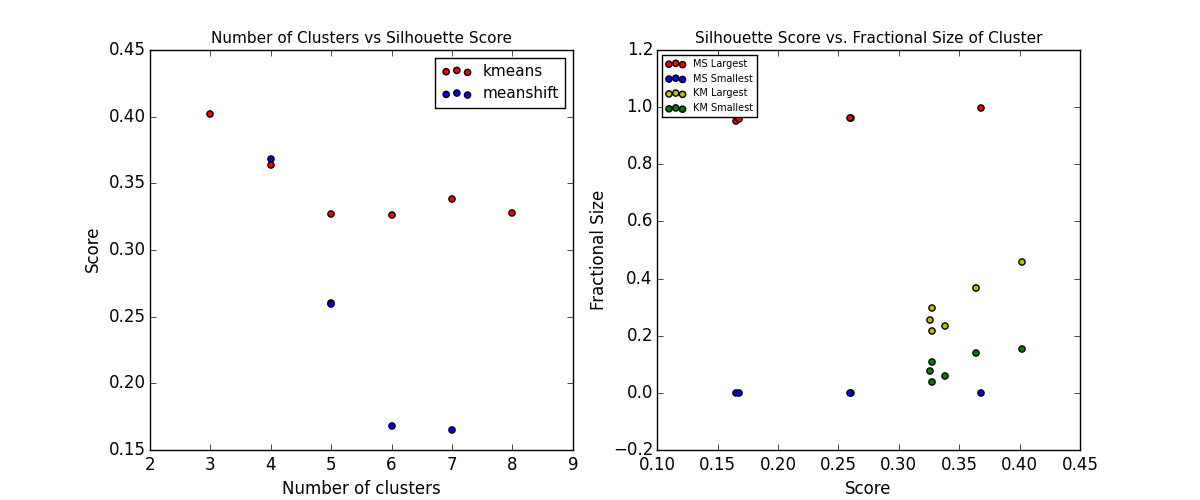 Number of Clusters vs Silhouette Score
0.45
0.40
0.35
0.30
0.25
0.20
0.15
Score
kmeans
meanshift
2 3 4 5 6 7 8 9
Number of clusters
Silhouette Score vs. Fractional Size of Cluster
1.2
1.0
0.8
0.6
0.4
0.2
0.0
−0.2
Fractional Size
MS Largest
MS Smallest
KM Largest
KM Smallest
0.10 0.15 0.20 0.25 0.30 0.35 0.40 0.45
Score